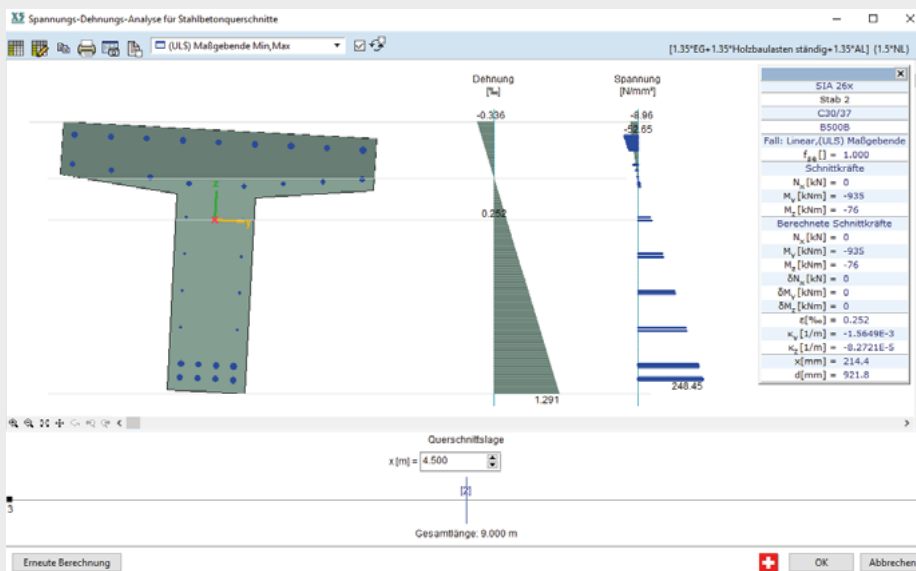 Spannungs-Dehnungs-Analyse für Stahlbetonquerschnitte
(ULS) Maßgebende Min,Max
[1.35*EG+1.35*Holzbaulasten ständig+1.35*AL] {1.5*NL}
Dehnung
[‰]
-0.336
0.252
1.291
Spannung
[N/mm²]
-8.96
-52.65
248.45
z
y
SIA 26x
Stab 2
C30/37
B500B
Fall: Linear,(ULS) Maßgebende
[] = 1.000
Schnittkräfte
Nx[kN] = 0
My[kNm] = -935
Mz[kNm] = -76
Berechnete Schnittkräfte
Nx[kN] = 0
My[kNm] = -935
Mz[kNm] = -76
δNx[kN] = 0
δMy[kNm] = 0
δMz[kNm] = 0
ε[‰] = 0.252
κy[1/m] = -1.5649E-3
κz[1/m] = -8.2721E-5
x[mm] = 214.4
d[mm] = 921.8
Querschnittslage
x [m] = 4.500
[2]
3
Gesamtlänge: 9.000 m
Erneute Berechnung
OK
Abbrechen